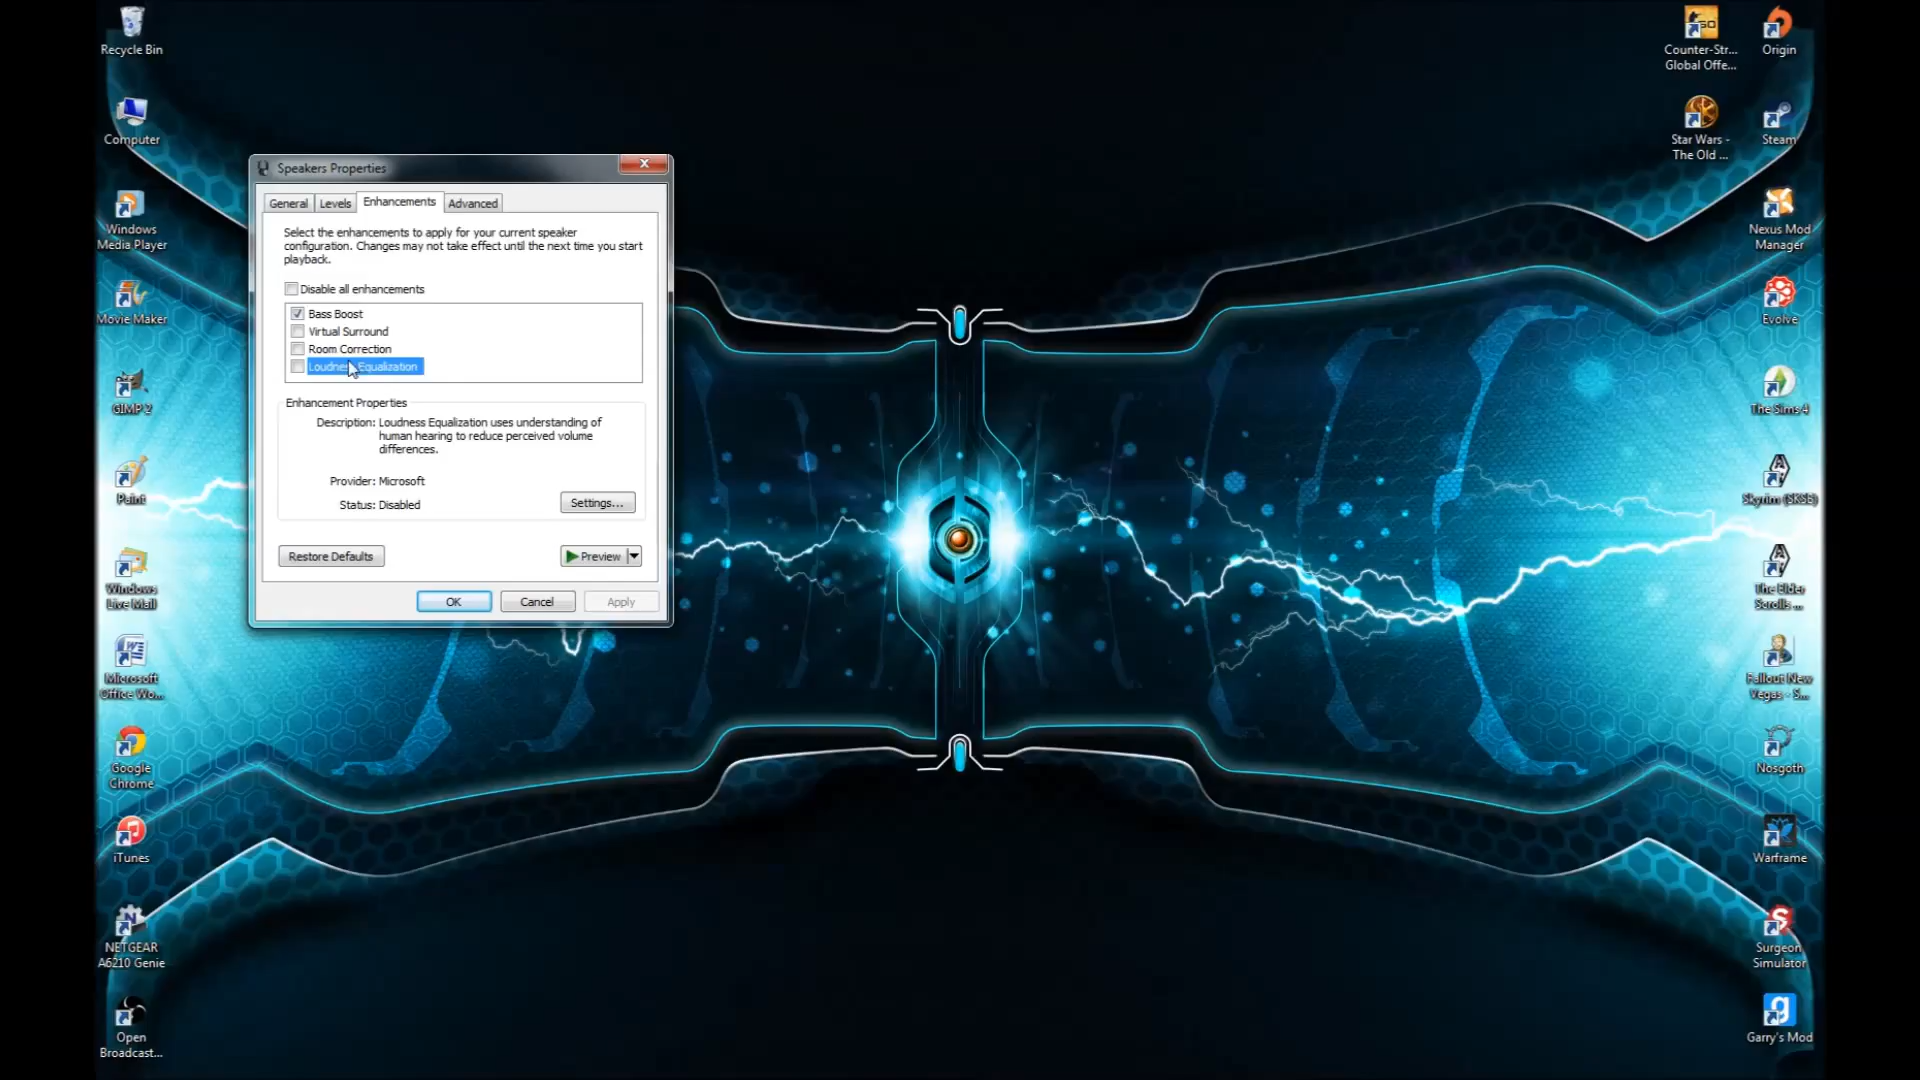 Recycle Bin
Computer
Windows
Media Player
Movie Maker
GIMP 2
Paint
Windows
Live Mail
Microsoft
Office Wo...
Google
Chrome
iTunes
NETGEAR
A6210 Genie
Open
Broadcast...
Speakers Properties
General
Levels
Enhancements
Advanced
Select the enhancements to apply for your current speaker
configuration. Changes may not take effect until the next time you start
playback.
Disable all enhancements
Bass Boost
Virtual Surround
Room Correction
Loudness Equalization
Enhancement Properties
Description: Loudness Equalization uses understanding of
human hearing to reduce perceived volume
differences.
Provider: Microsoft
Status: Disabled
Settings...
Restore Defaults
Preview
OK
Cancel
Apply
Counter-Str...
Global Offe...
Origin
Star Wars -
The Old ...
Steam
Nexus Mod
Manager
Evolve
The Sims 4
Skyrim (SKSE)
The Elder
Scrolls ...
Fallout New
Vegas - S...
Nosgoth
Warframe
Surgeon
Simulator
Garry's Mod